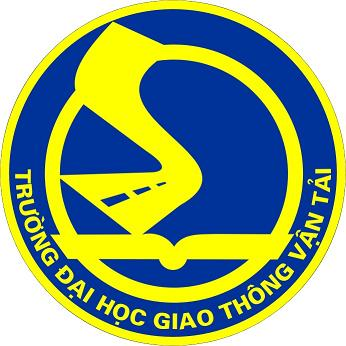 TRƯỜNG ĐẠI HỌC GIAO THÔNG VẬN TẢI